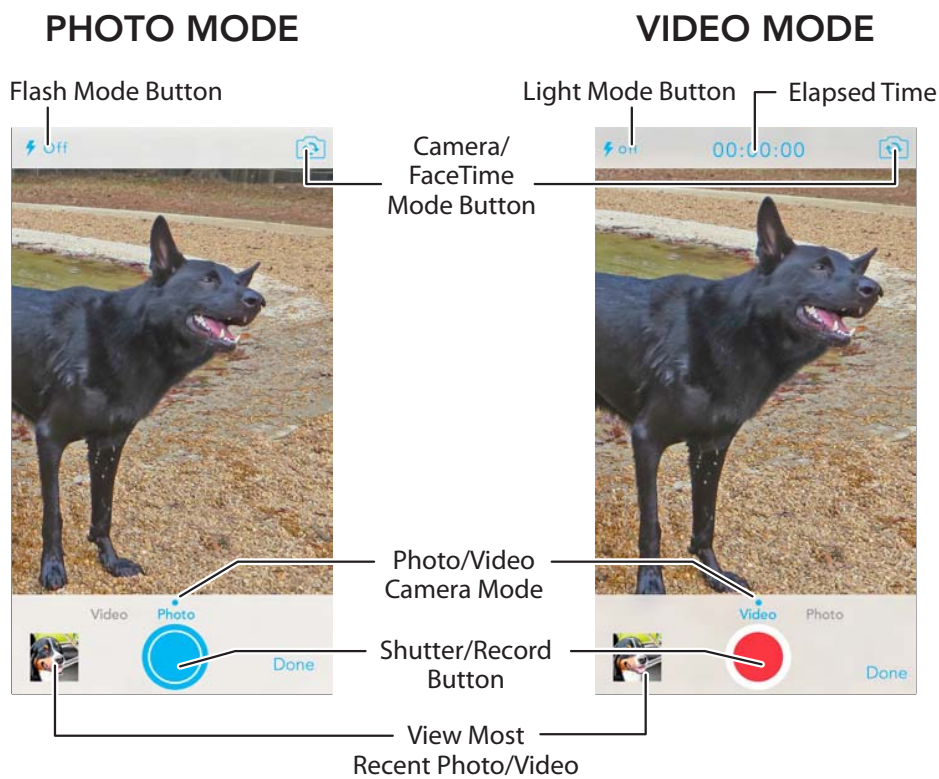 PHOTO MODE
VIDEO MODE
Flash Mode Button
Light Mode Button
Elapsed Time
Off
Camera/
FaceTime
Mode Button
off
00:00:00
Photo/Video
Camera Mode
Video Photo
Video Photo
Shutter/Record
Button
Done
Done
View Most
Recent Photo/Video